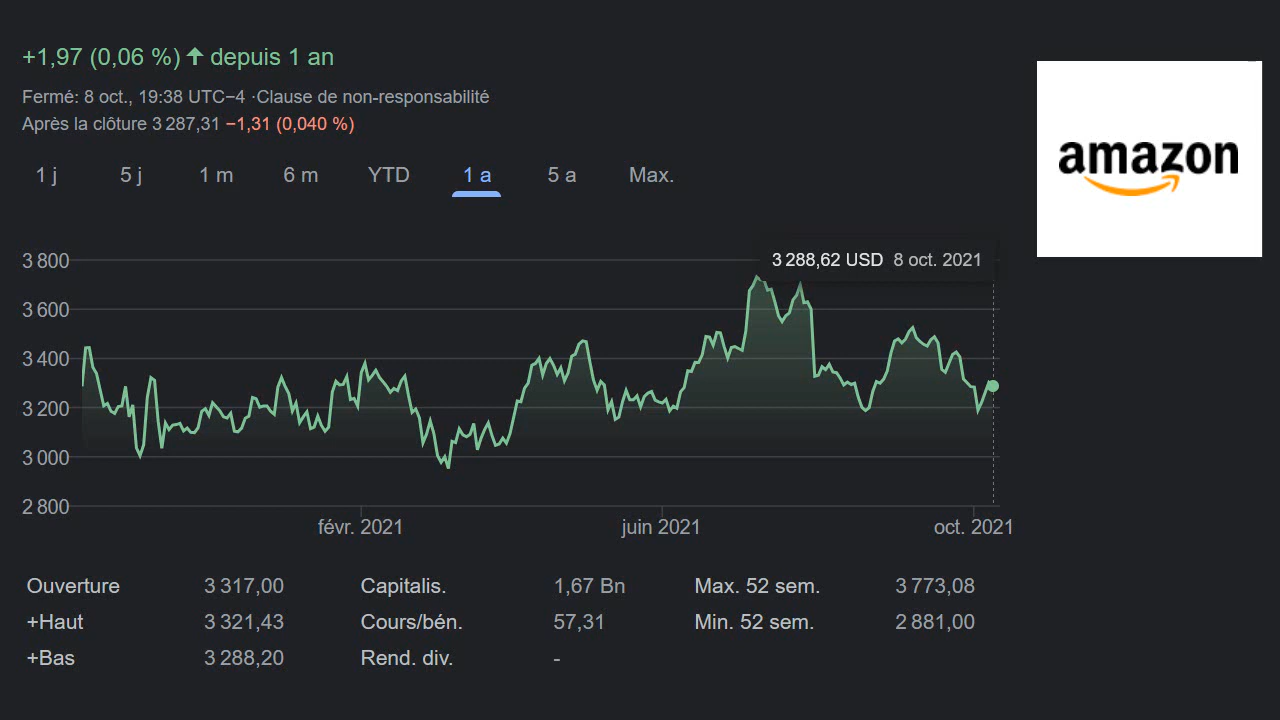 +1,97 (0,06 %) ↑ depuis 1 an
Fermé: 8 oct., 19:38 UTC−4 ·Clause de non-responsabilité
Après la clôture 3 287,31 −1,31 (0,040 %)
1 j 5 j 1 m 6 m YTD 1 a 5 a Max.
amazon
3 288,62 USD 8 oct. 2021
3 800
3 600
3 400
3 200
3 000
2 800
févr. 2021 juin 2021 oct. 2021
Ouverture 3 317,00 Capitalis. 1,67 Bn Max. 52 sem. 3 773,08
+Haut 3 321,43 Cours/bén. 57,31 Min. 52 sem. 2 881,00
+Bas 3 288,20 Rend. div. -